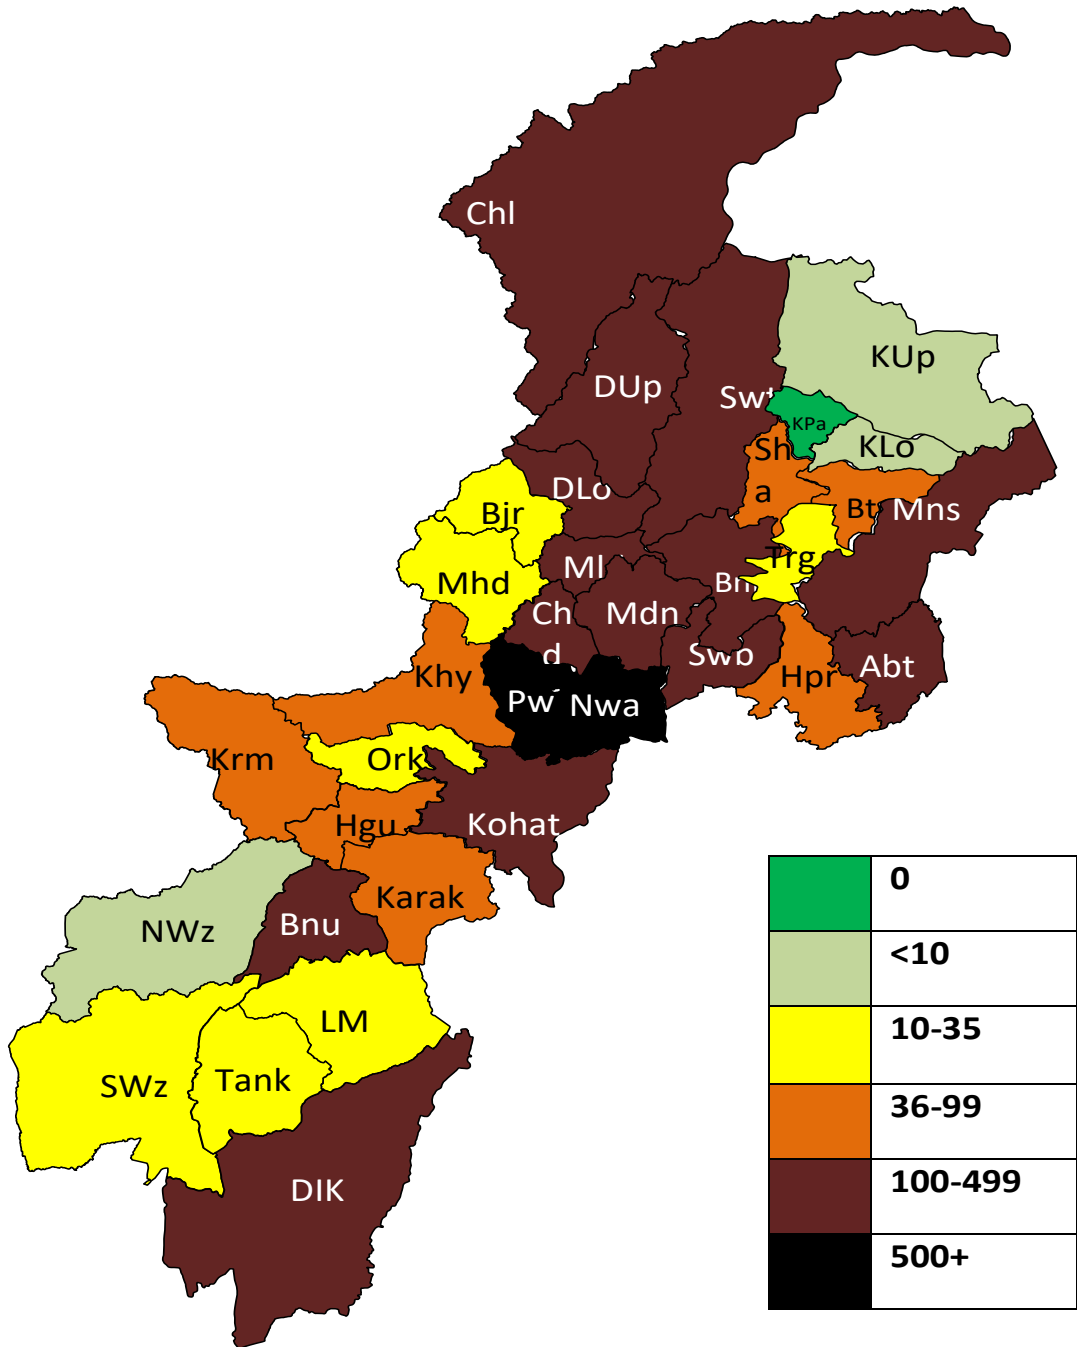 Chl
KUp
DUp
Swt
KPa
Sh
a
KLo
DLo
Bt
Mns
Bjr
Trg
Ml
Mhd
Ch
d
Mdn
Swb
Hpr
Abt
Khy
Nwa
Krm
Ork
Hgu
Kohat
Karak
NWz
Bnu
LM
SWz
Tank
DIK
0
<10
10-35
36-99
100-499
500+